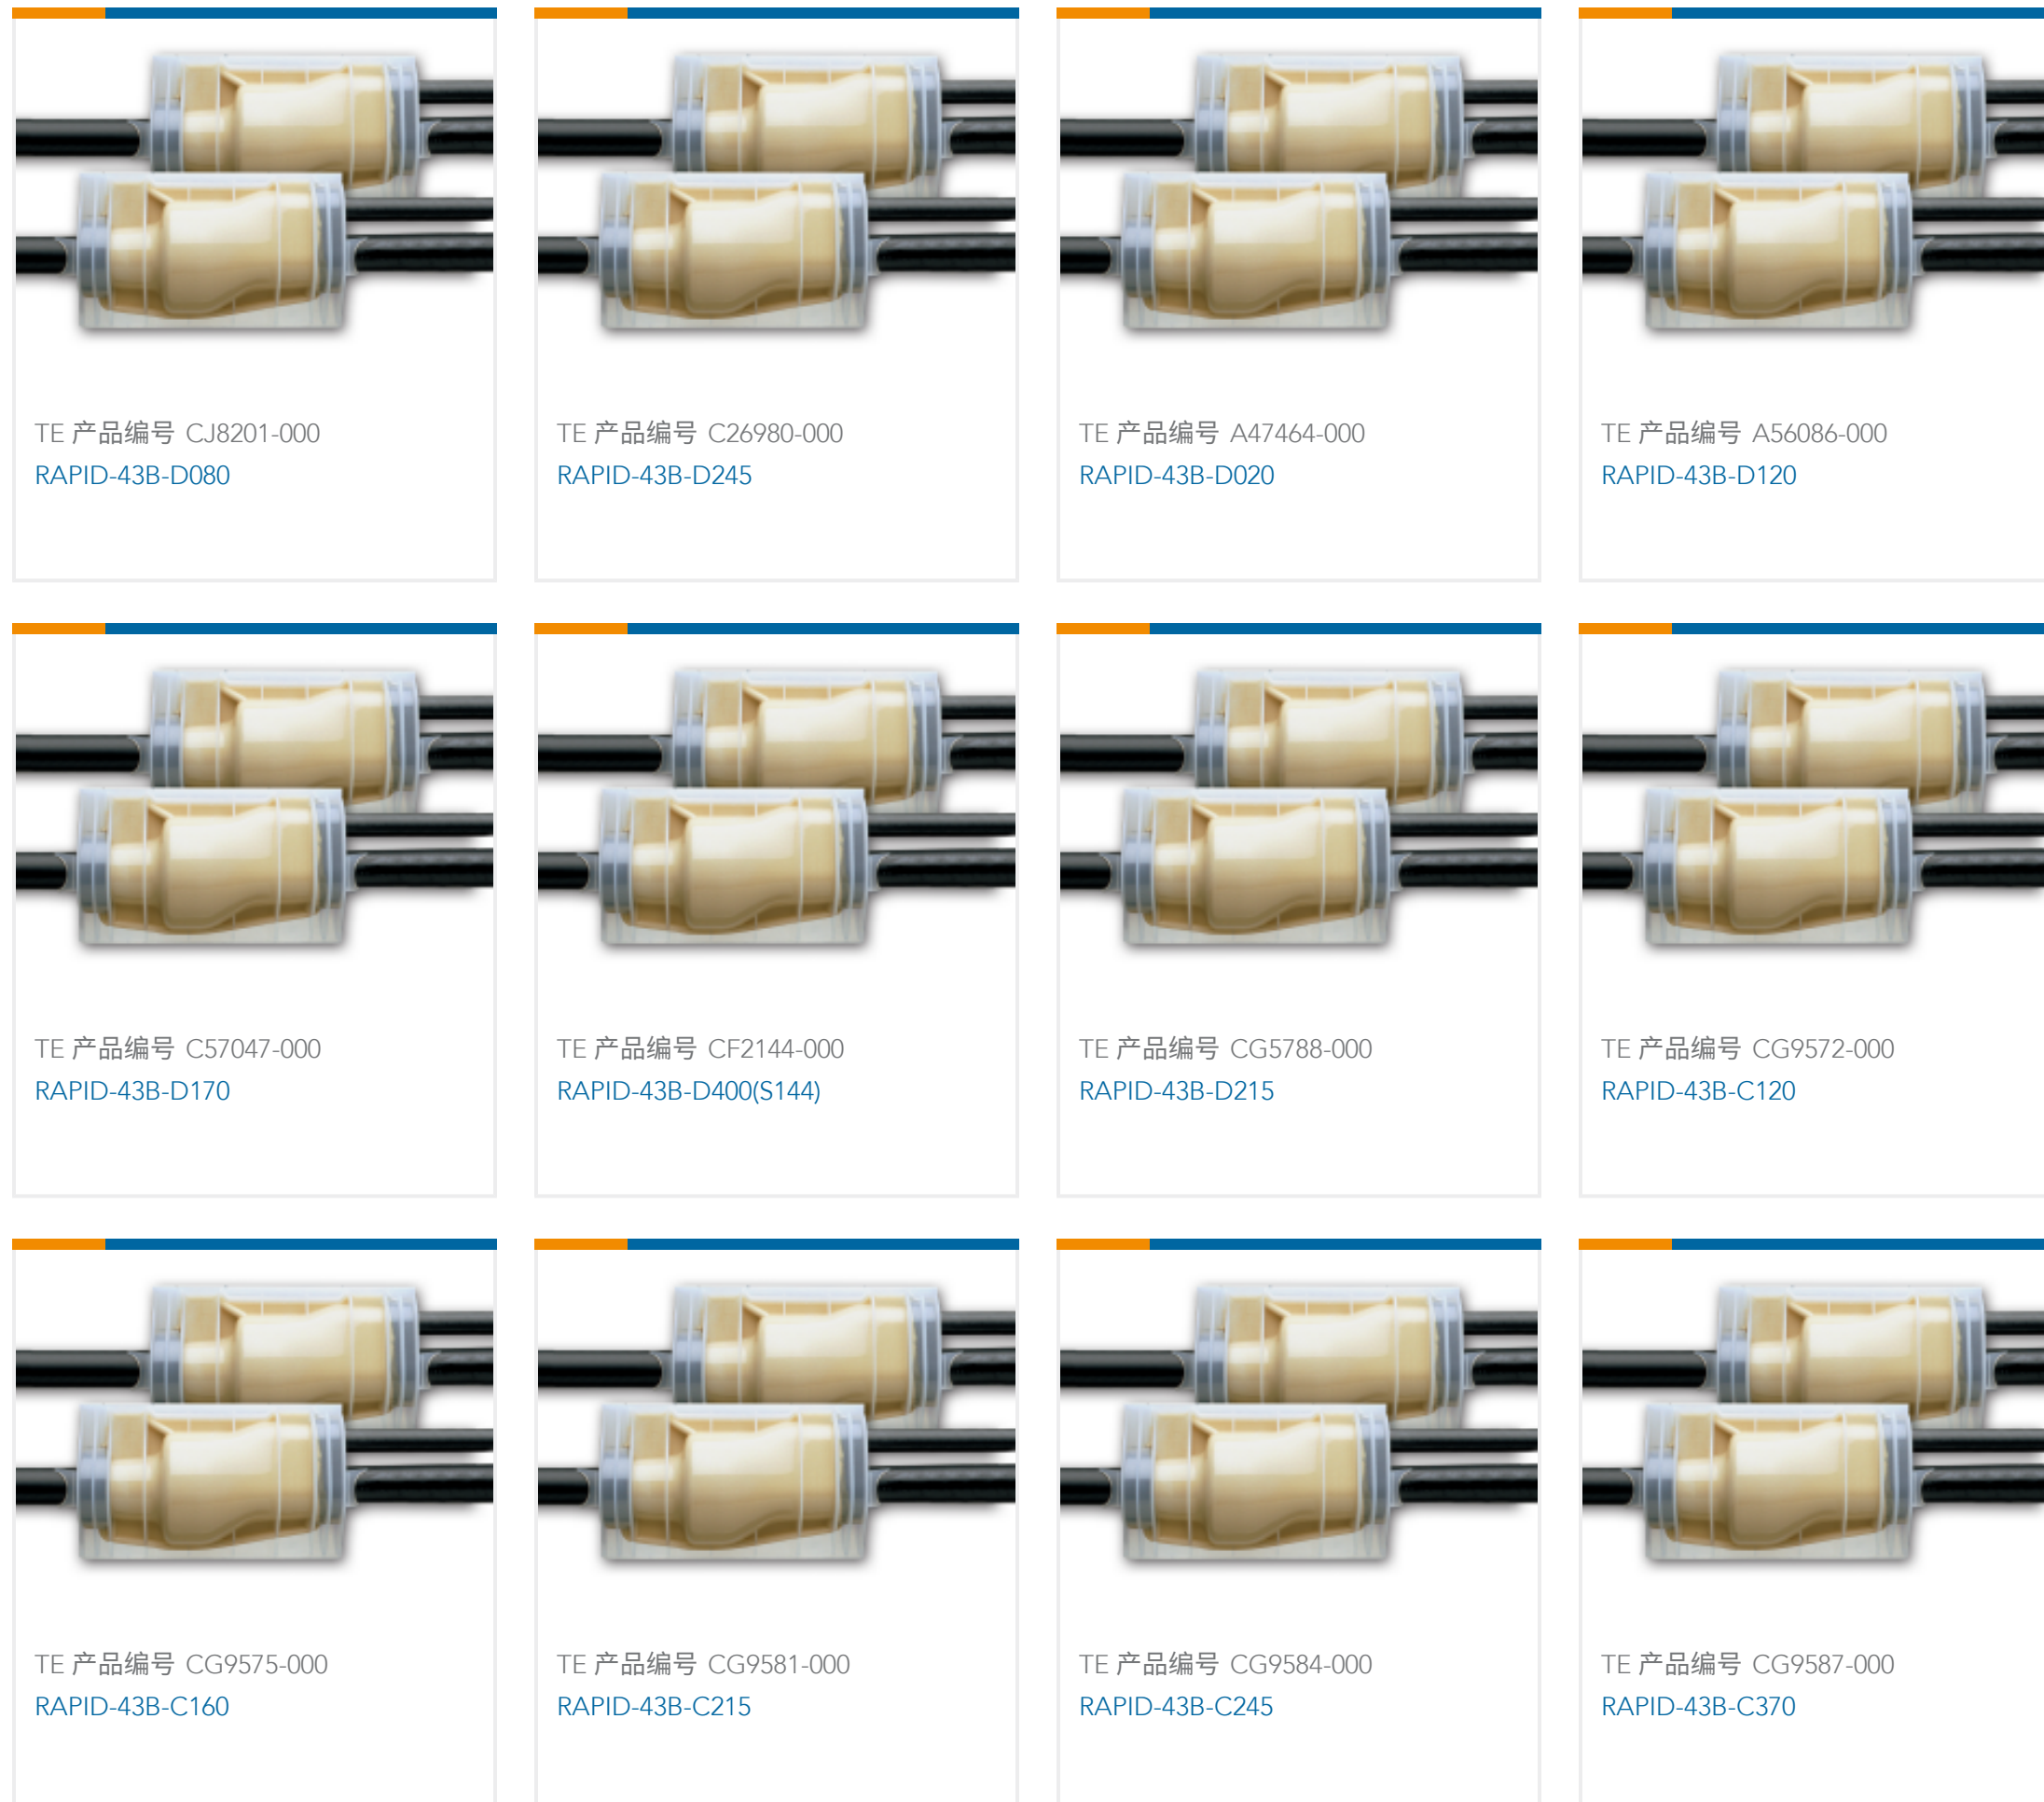 TE 产品编号 CJ8201-000
RAPID-43B-D080
TE 产品编号 C26980-000
RAPID-43B-D245
TE 产品编号 A47464-000
RAPID-43B-D020
TE 产品编号 A56086-000
RAPID-43B-D120
TE 产品编号 C57047-000
RAPID-43B-D170
TE 产品编号 CF2144-000
RAPID-43B-D400(S144)
TE 产品编号 CG5788-000
RAPID-43B-D215
TE 产品编号 CG9572-000
RAPID-43B-C120
TE 产品编号 CG9575-000
RAPID-43B-C160
TE 产品编号 CG9581-000
RAPID-43B-C215
TE 产品编号 CG9584-000
RAPID-43B-C245
TE 产品编号 CG9587-000
RAPID-43B-C370